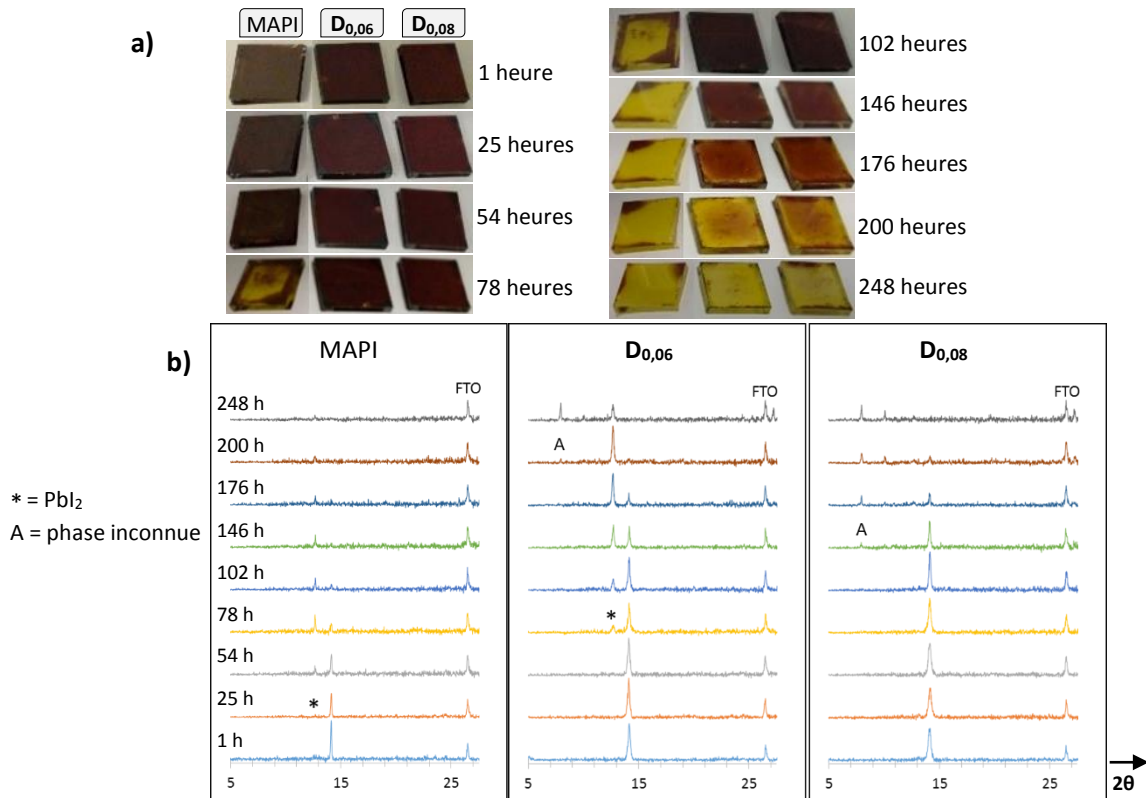 a)
MAPI D0,06 D0,08
1 heure
25 heures
54 heures
78 heures
102 heures
146 heures
176 heures
200 heures
248 heures
b)
* = PbI2
A = phase inconnue
MAPI
FTO
248 h
200 h
176 h
146 h
102 h
78 h
54 h
25 h
*
1 h
5 15 25
D0,06
FTO
A
*
5 15 25
D0,08
FTO
A
5 15 25
2θ